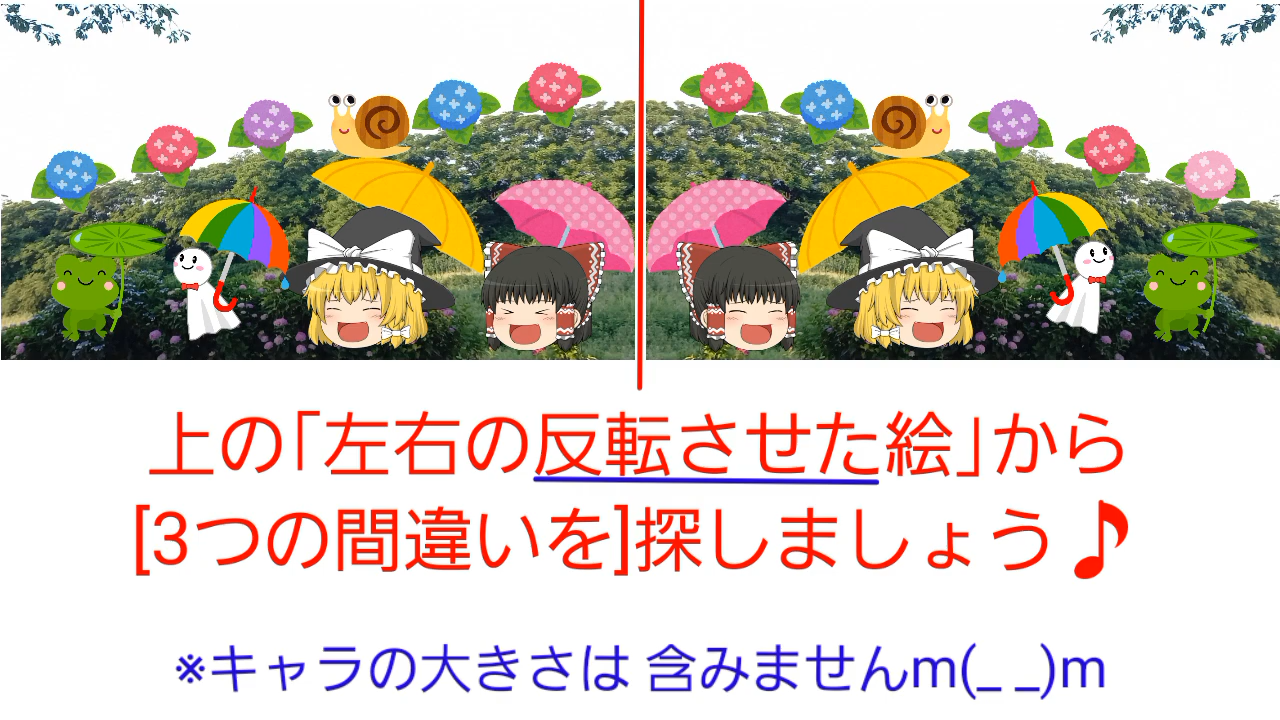 上の「左右の反転させた絵」から
[3つの間違いを]探しましょう♪
※キャラの大きさは 含みませんm(_ _)m